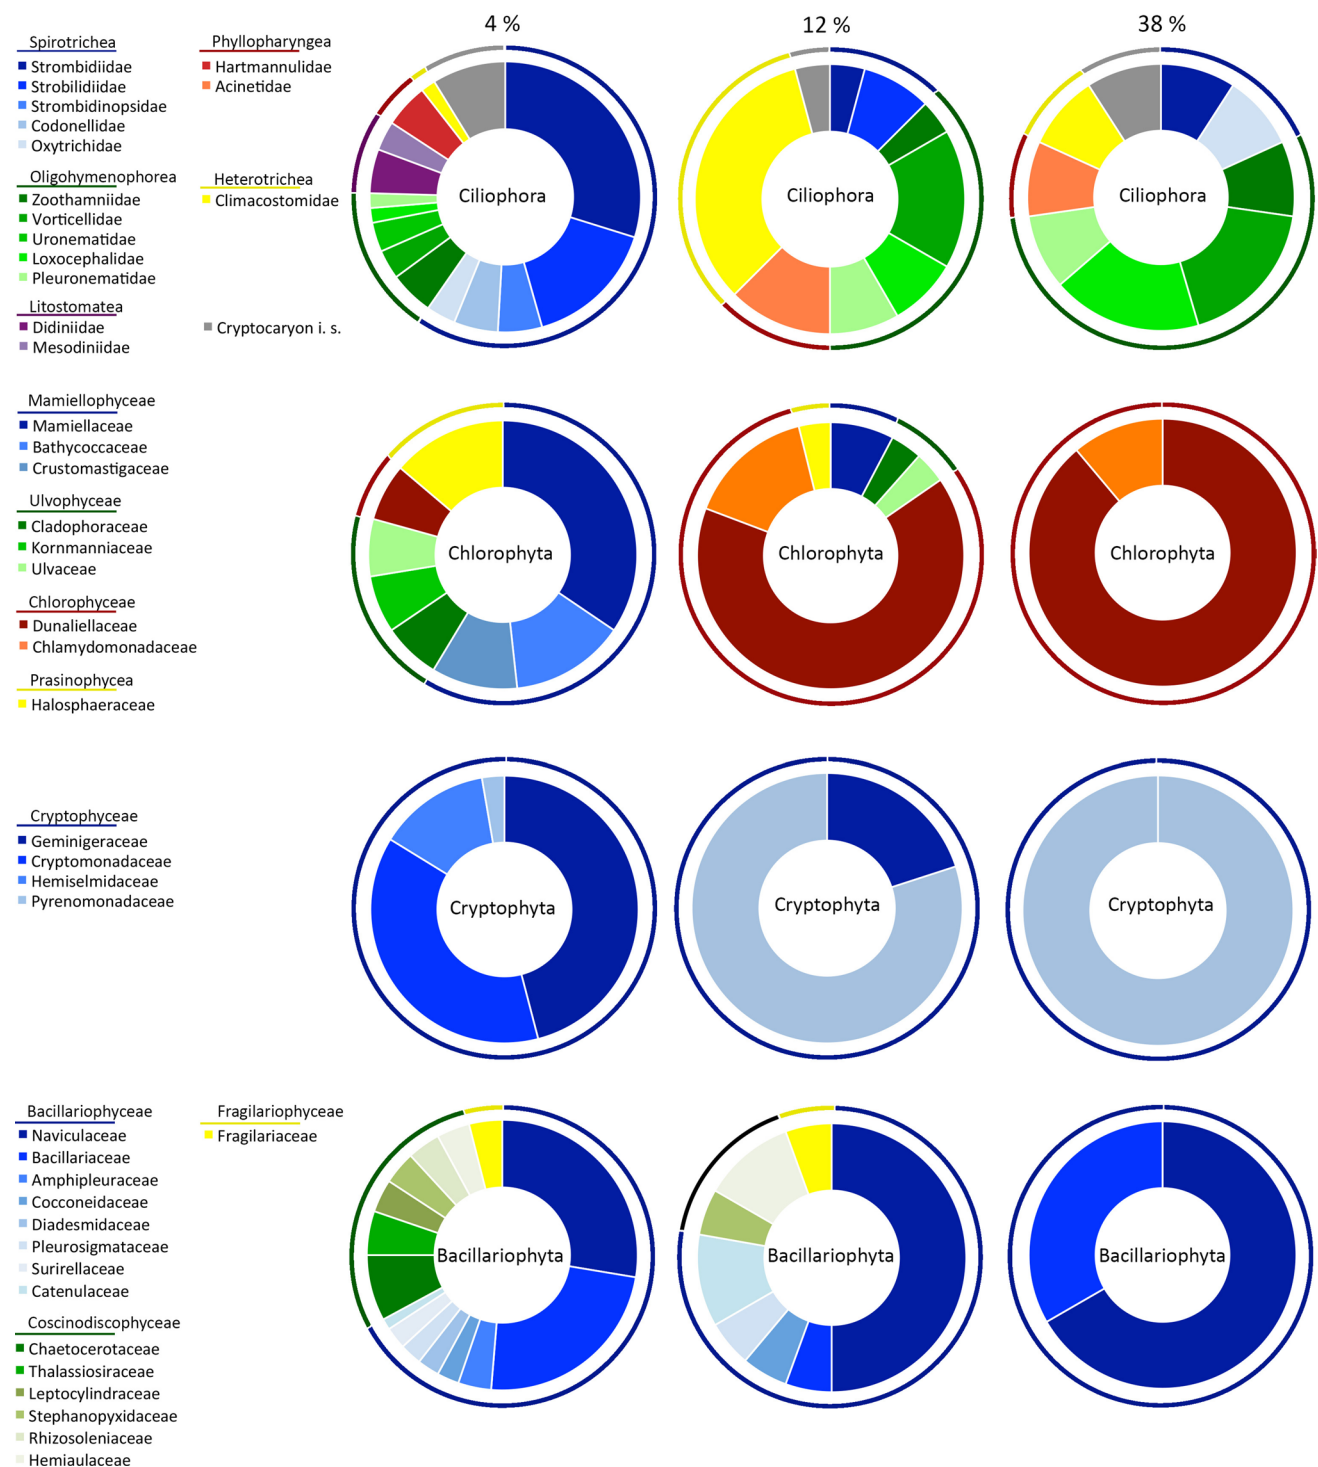 4 %
12 %
38 %
Spirotrichea
Strombidiidae
Strobilidiidae
Strombidinopsidae
Codonellidae
Oxytrichidae
Oligohymenophorea
Zoothamniidae
Vorticellidae
Uronematidae
Loxocephalidae
Pleuronematidae
Litostomatea
Didiniidae
Mesodiniidae
Phyllopharyngea
Hartmannulidae
Acinetidae
Heterotrichea
Climacostomidae
Cryptocaryon i. s.
Ciliophora
Ciliophora
Ciliophora
Mamiellophyceae
Mamiellaceae
Bathycoccaceae
Crustomastigaceae
Ulvophyceae
Cladophoraceae
Kornmanniaceae
Ulvaceae
Chlorophyceae
Dunaliellaceae
Chlamydomonadaceae
Prasinophycea
Halosphaeraceae
Chlorophyta
Chlorophyta
Chlorophyta
Cryptophyceae
Geminigeraceae
Cryptomonadaceae
Hemiselmidaceae
Pyrenomonadaceae
Cryptophyta
Cryptophyta
Cryptophyta
Bacillariophyceae
Naviculaceae
Bacillariaceae
Amphipleuraceae
Cocconeidaceae
Diadesmidaceae
Pleurosigmataceae
Surirellaceae
Catenulaceae
Coscinodiscophyceae
Chaetocerotaceae
Thalassiosiraceae
Leptocylindraceae
Stephanopyxidaceae
Rhizosoleniaceae
Hemiaulaceae
Fragilariophyceae
Fragilariaceae
Bacillariophyta
Bacillariophyta
Bacillariophyta